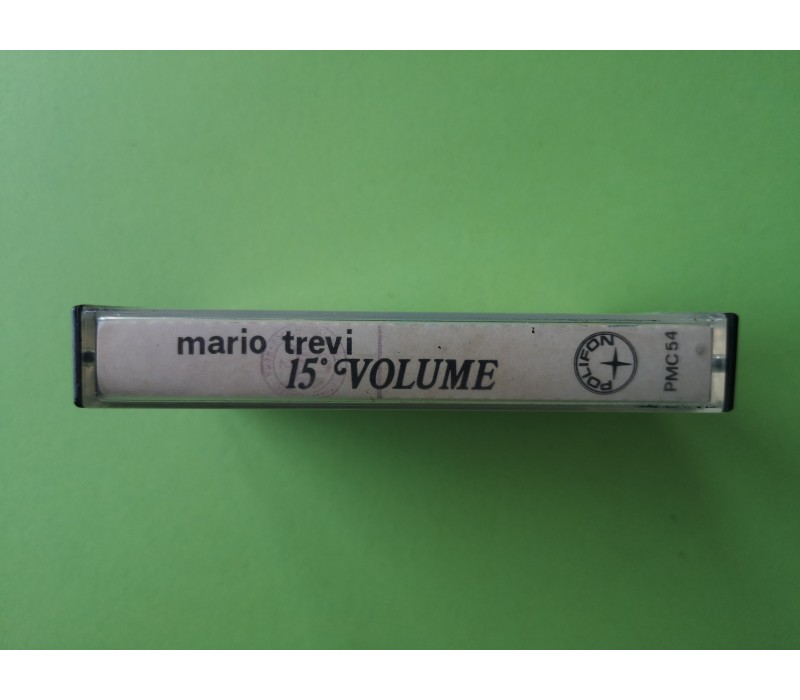 mario trevi
15° VOLUME
POLIFON
PMC54